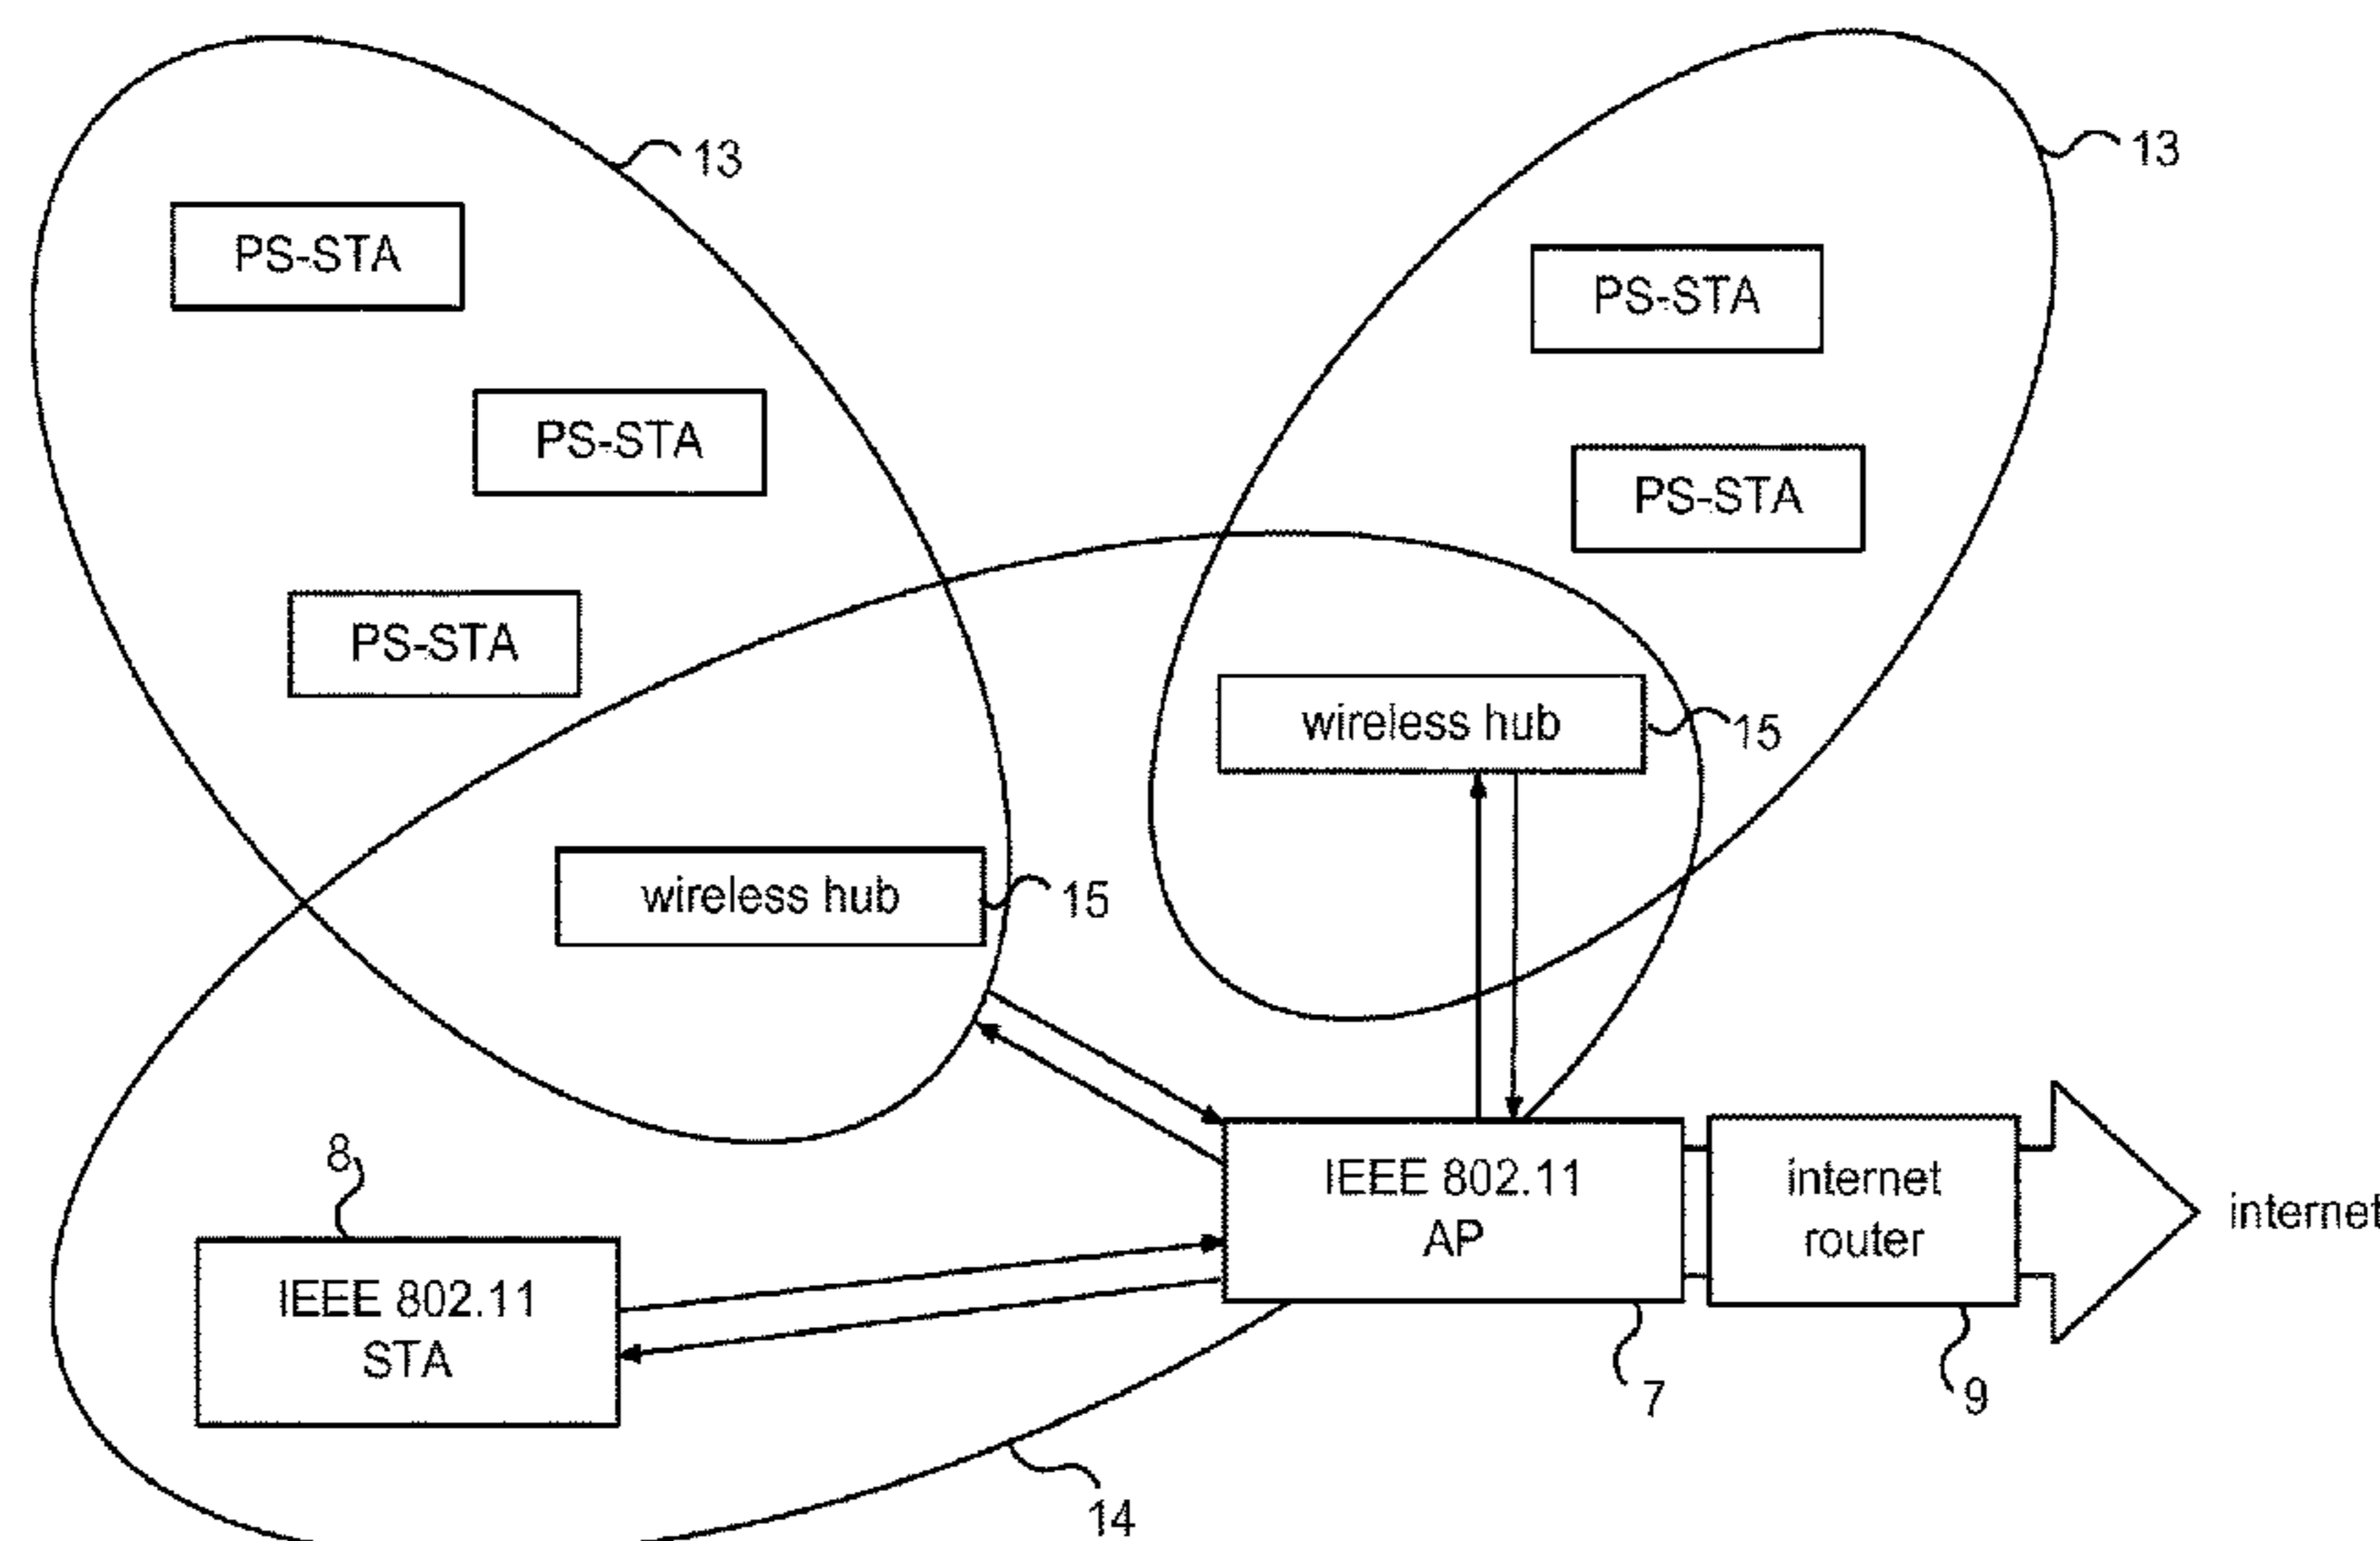 13
13
PS-STA
PS-STA
PS-STA
PS-STA
PS-STA
wireless hub
15
wireless hub
15
8
IEEE 802.11
STA
IEEE 802.11
AP
internet
router
internet
7
9
14